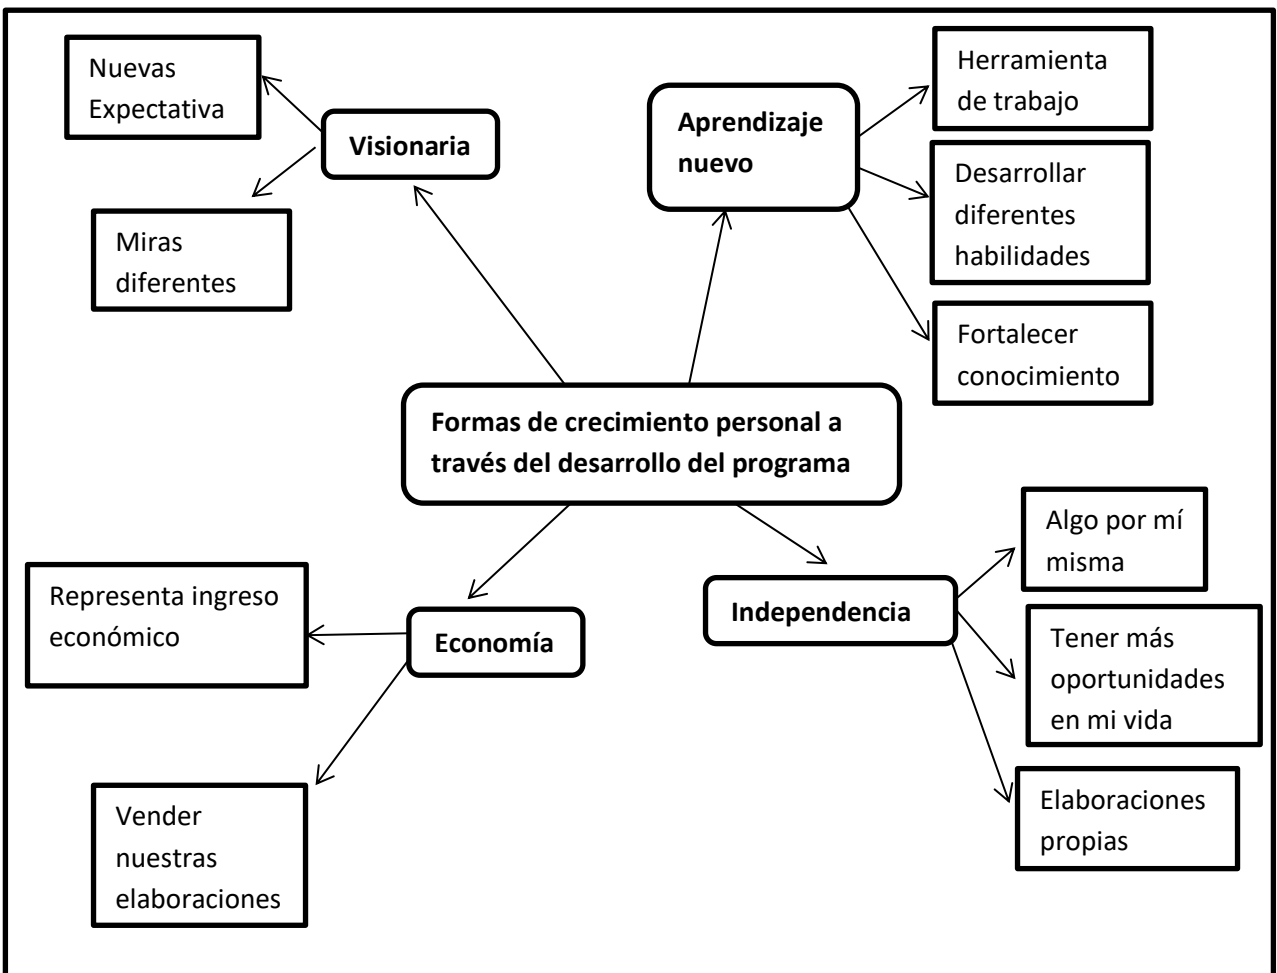 Nuevas
Expectativa
Visionaria
Miras
diferentes
Aprendizaje
nuevo
Herramienta
de trabajo
Desarrollar
diferentes
habilidades
Fortalecer
conocimiento
Formas de crecimiento personal a
través del desarrollo del programa
Representa ingreso
económico
Economía
Vender
nuestras
elaboraciones
Independencia
Algo por mí
misma
Tener más
oportunidades
en mi vida
Elaboraciones
propias